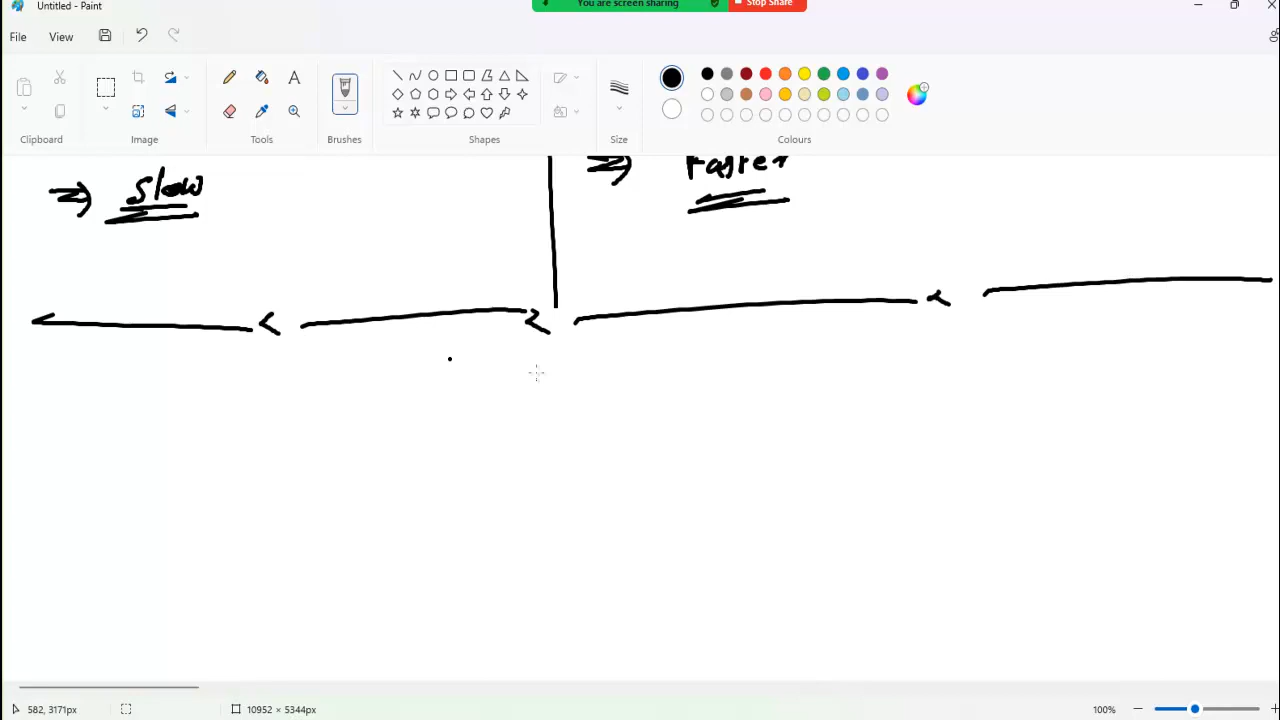 Untitled - Paint
You are screen sharing
Stop Share
File
View
A
Clipboard
Image
Tools
Brushes
Shapes
Size
Colours
=> Slow
=> Faster
582, 3171px
10952 × 5344px
100%